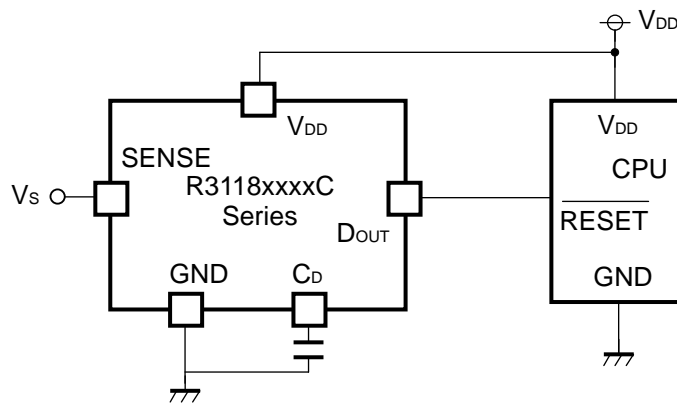 VDD
VDD
VDD
SENSE
R3118xxxxC
Series
CPU
VS
DOUT
RESET
GND
CD
GND